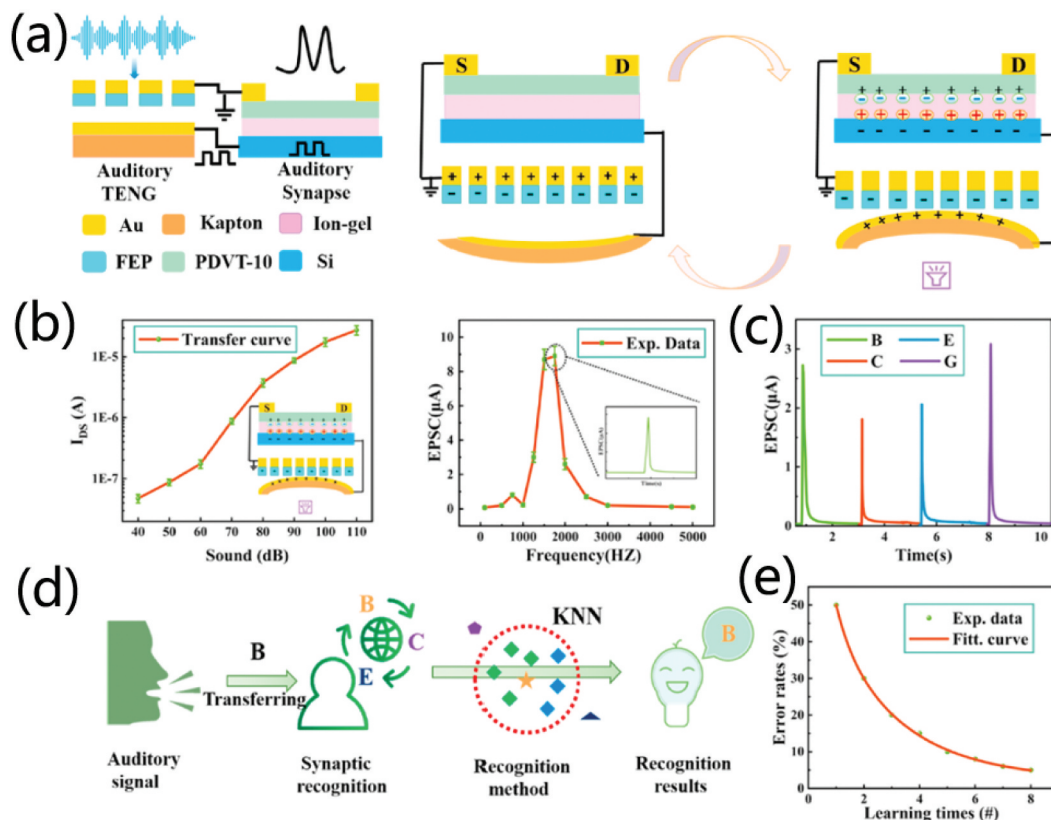 (a)
Auditory
TENG
Auditory
Synapse
Au
Kapton
Ion-gel
FEP
PDVT-10
Si
S
D
+ + + + + + + +
- - - - - - - -
S
D
+ + + + + + + +
- - - - - - - -
+ + + + + + + +
- - - - - - - -
- - - - - - - -
+ + + + + + + +
(b)
Transfer curve
1E-5
1E-6
1E-7
I_DS (A)
S
D
40 50 60 70 80 90 100 110
Sound (dB)
Exp. Data
10
8
6
4
2
0
EPSC(μA)
EPSC(μA)
Time(s)
0 1000 2000 3000 4000 5000
Frequency(HZ)
(c)
B
E
C
G
3
2
1
0
EPSC(μA)
2 4 6 8 10
Time(s)
(d)
B
Transferring
B
C
E
KNN
B
Auditory
signal
Synaptic
recognition
Recognition
method
Recognition
results
(e)
Exp. data
Fitt. curve
50
40
30
20
10
0
Error rates (%)
0 2 4 6 8
Learning times (#)